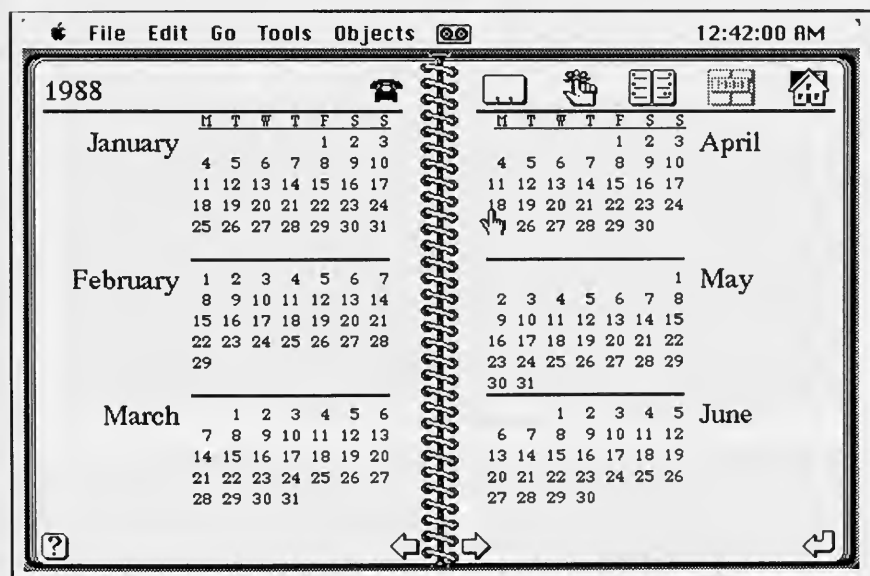 File Edit Go Tools Objects 12:42:00 AM
1988
M T W T F S S
January
1 2 3
4 5 6 7 8 9 10
11 12 13 14 15 16 17
18 19 20 21 22 23 24
25 26 27 28 29 30 31
February
1 2 3 4 5 6 7
8 9 10 11 12 13 14
15 16 17 18 19 20 21
22 23 24 25 26 27 28
29
March
1 2 3 4 5 6
7 8 9 10 11 12 13
14 15 16 17 18 19 20
21 22 23 24 25 26 27
28 29 30 31
?
M T W T F S S
April
1 2 3
4 5 6 7 8 9 10
11 12 13 14 15 16 17
18 19 20 21 22 23 24
26 27 28 29 30
May
1
2 3 4 5 6 7 8
9 10 11 12 13 14 15
16 17 18 19 20 21 22
23 24 25 26 27 28 29
30 31
June
1 2 3 4 5
6 7 8 9 10 11 12
13 14 15 16 17 18 19
20 21 22 23 24 25 26
27 28 29 30